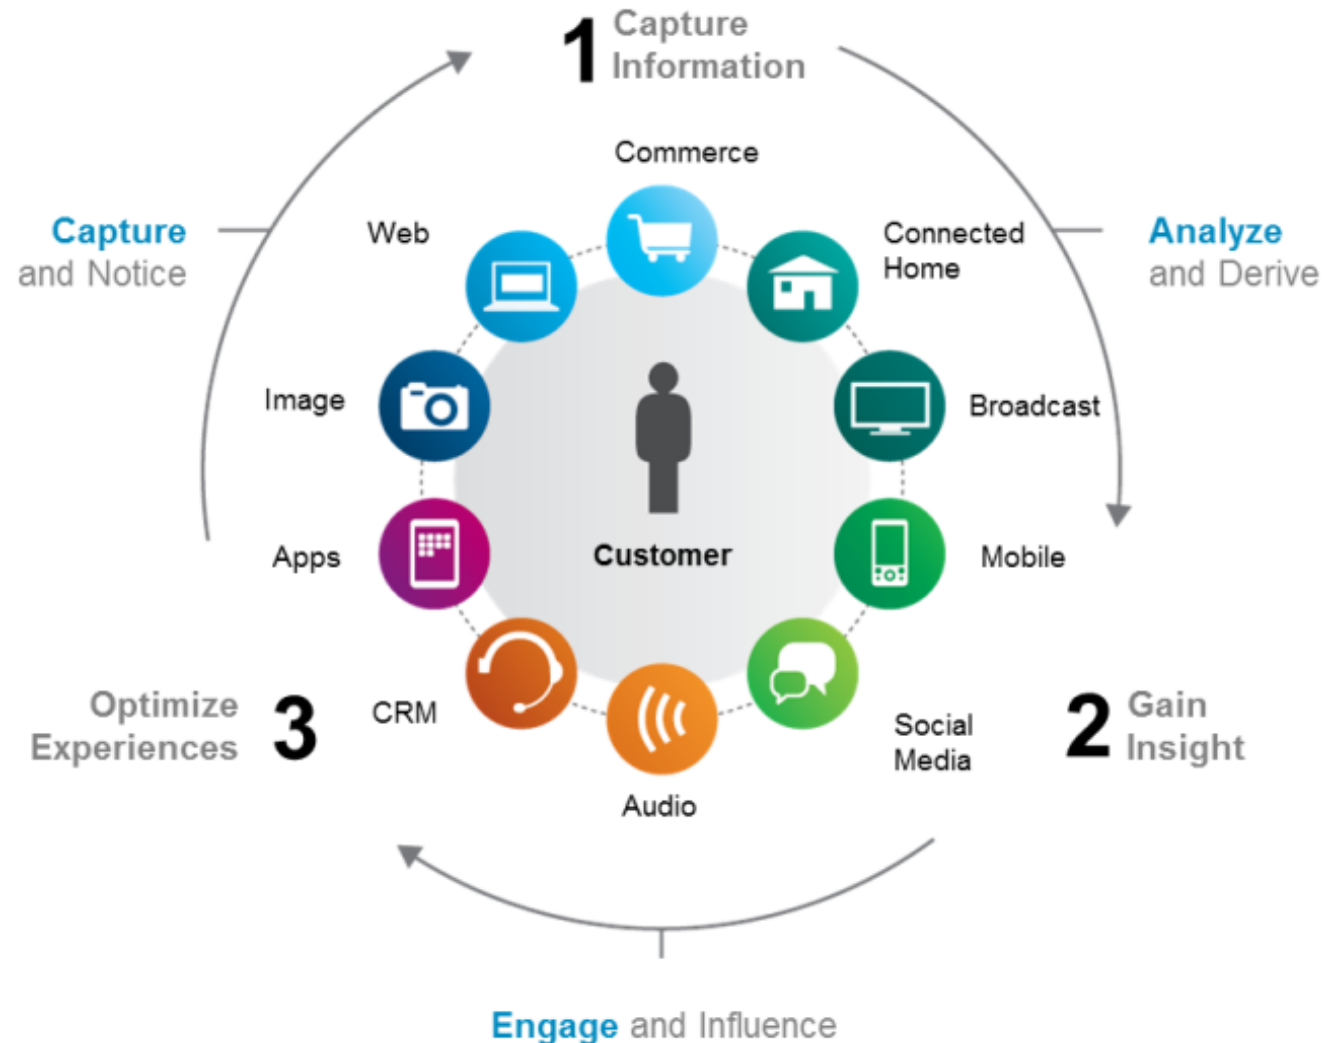 1 Capture
Information
Commerce
Web
Connected
Home
Capture
and Notice
Analyze
and Derive
Image
Broadcast
Apps
Customer
Mobile
Optimize
Experiences 3
CRM
Social
Media
2 Gain
Insight
Audio
Engage and Influence